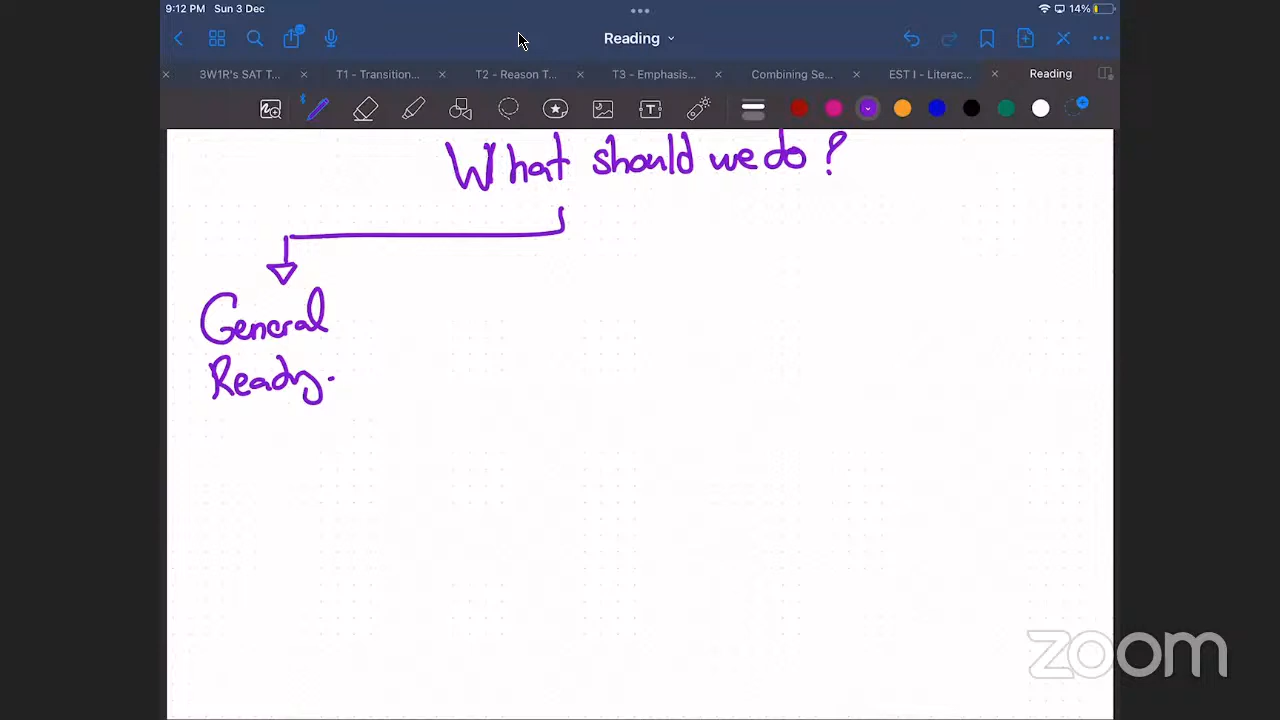 9:12 PM Sun 3 Dec
14%
Reading
3W1R's SAT T...
T1 - Transition...
T2 - Reason T...
T3 - Emphasis...
Combining Se...
EST I - Literac...
Reading
T
What should we do?
General
Ready.
zoom